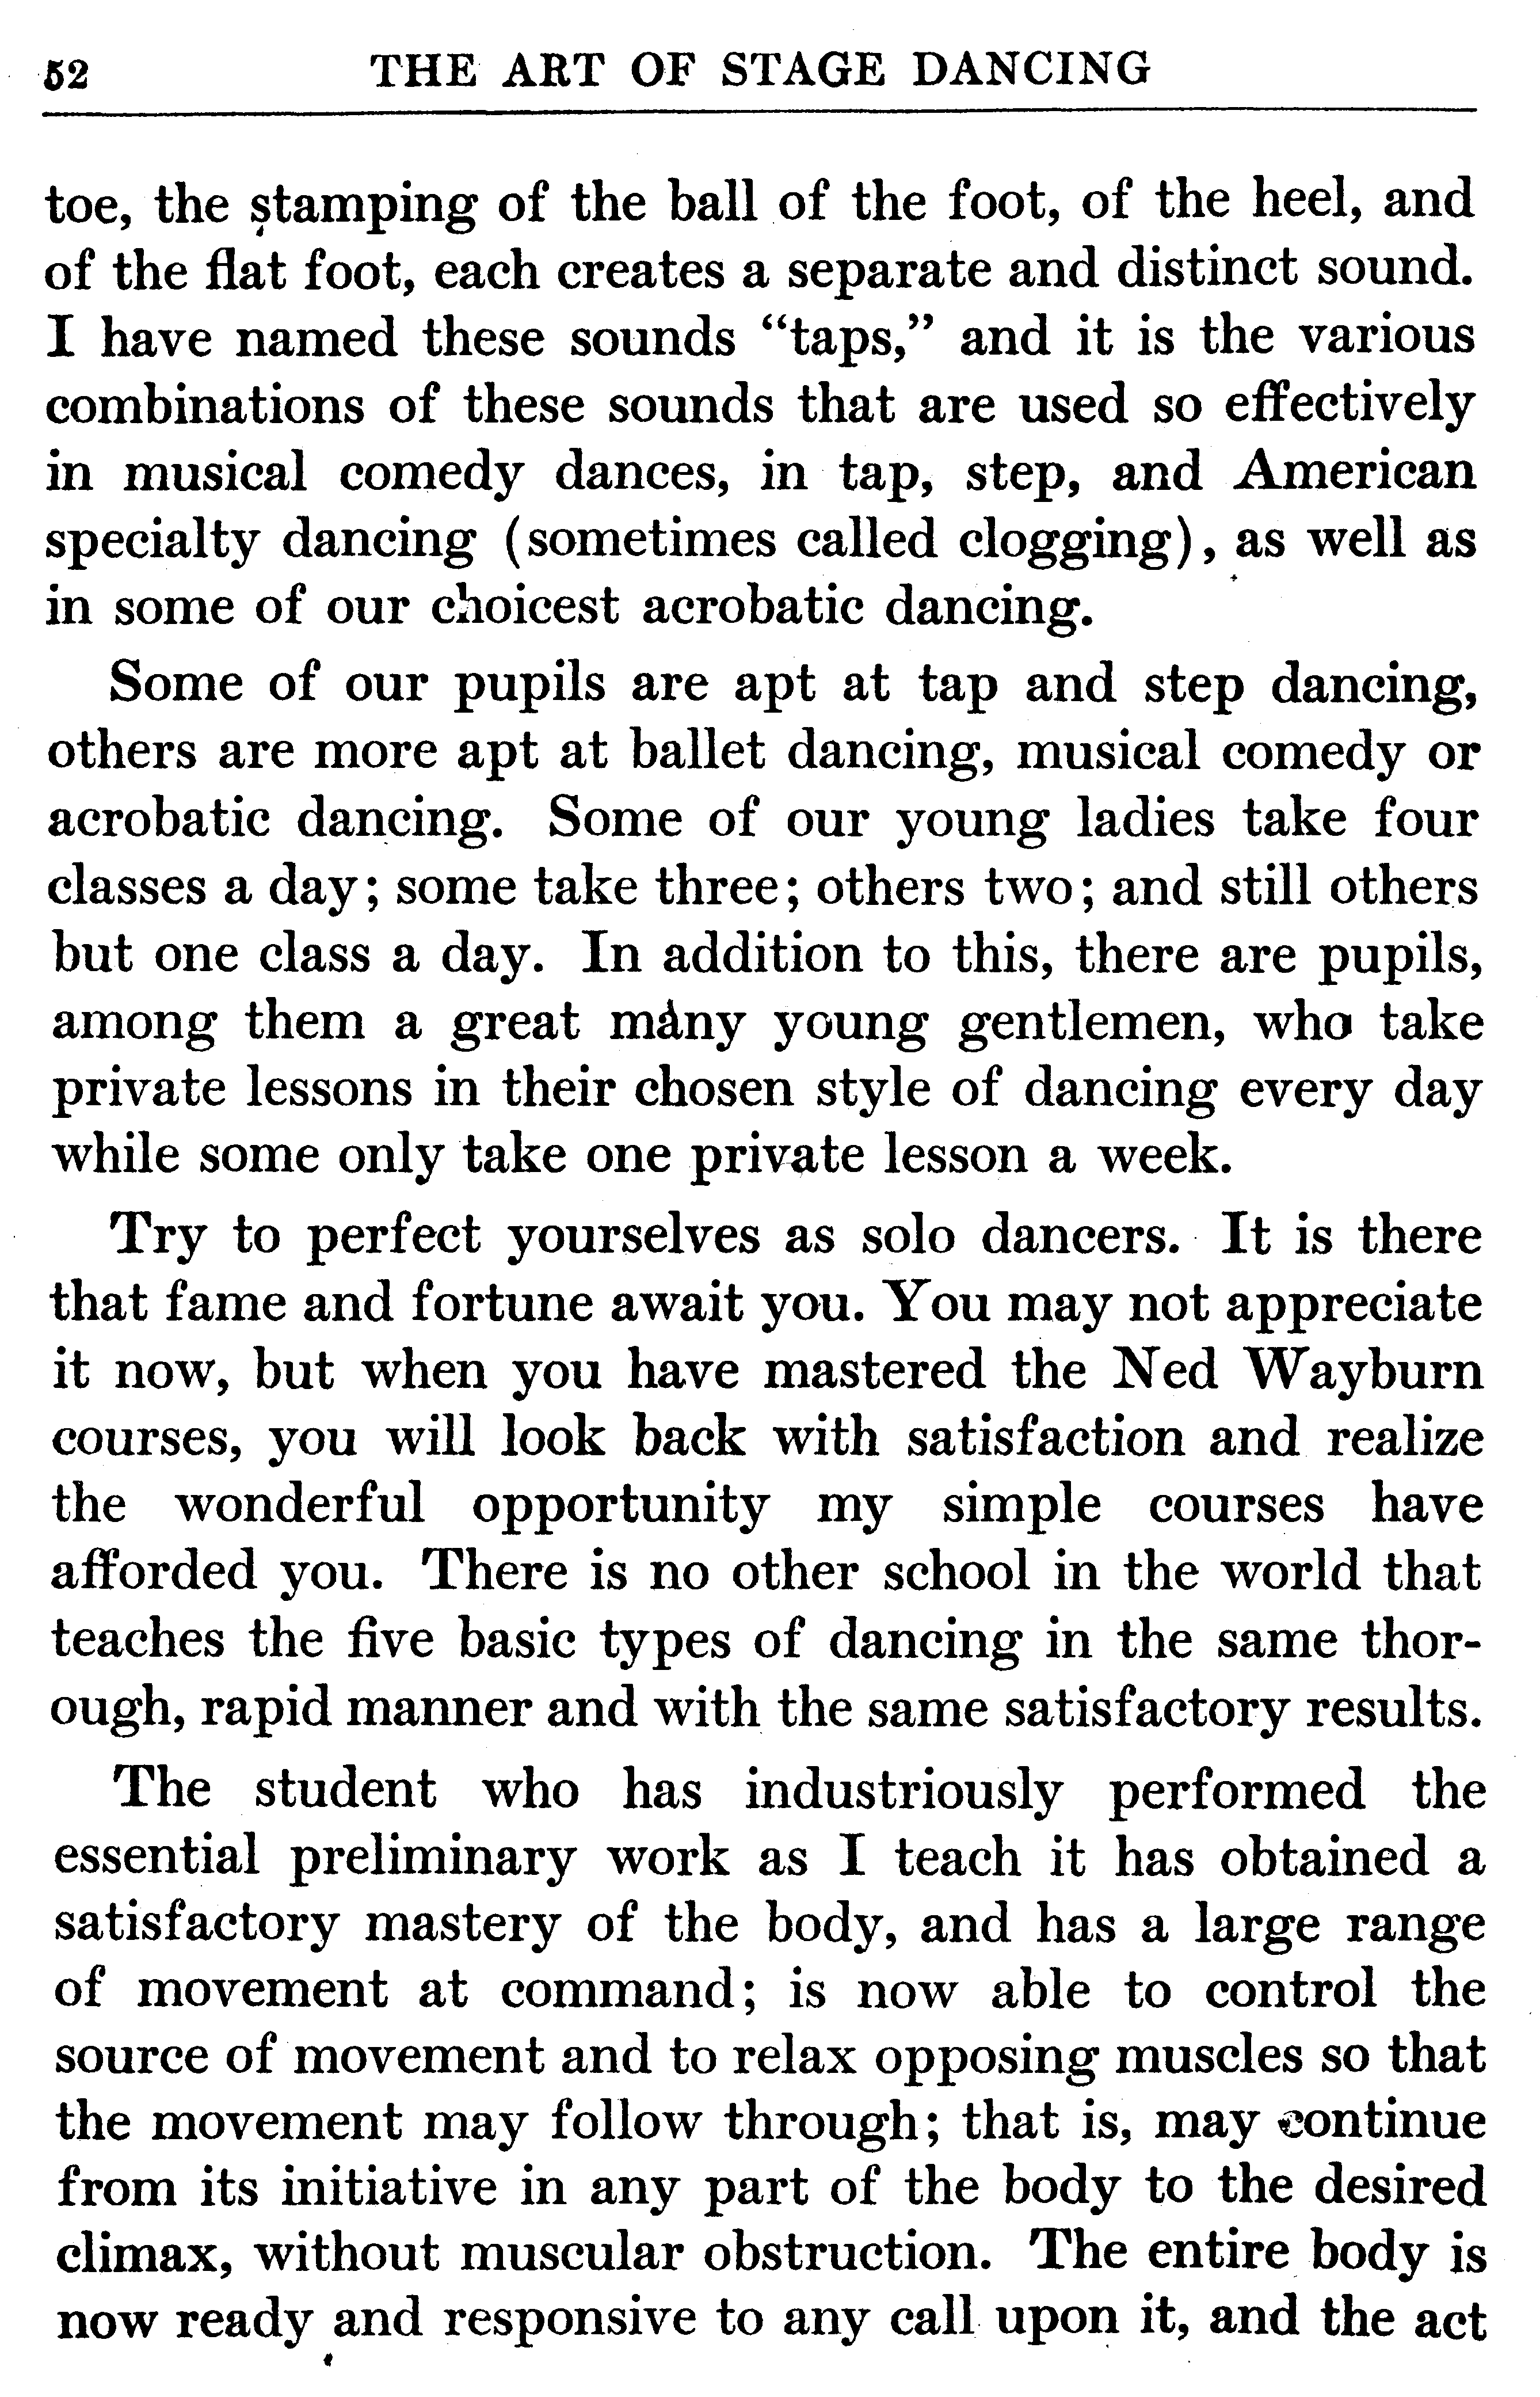 52 THE ART OF STAGE DANCING
toe, the stamping of the ball of the foot, of the heel, and
of the flat foot, each creates a separate and distinct sound.
I have named these sounds “taps,” and it is the various
combinations of these sounds that are used so effectively
in musical comedy dances, in tap, step, and American
specialty dancing (sometimes called clogging), as well as
in some of our choicest acrobatic dancing.
Some of our pupils are apt at tap and step dancing,
others are more apt at ballet dancing, musical comedy or
acrobatic dancing. Some of our young ladies take four
classes a day; some take three; others two; and still others
but one class a day. In addition to this, there are pupils,
among them a great many young gentlemen, who take
private lessons in their chosen style of dancing every day
while some only take one private lesson a week.
Try to perfect yourselves as solo dancers. It is there
that fame and fortune await you. You may not appreciate
it now, but when you have mastered the Ned Wayburn
courses, you will look back with satisfaction and realize
the wonderful opportunity my simple courses have
afforded you. There is no other school in the world that
teaches the five basic types of dancing in the same thor-
ough, rapid manner and with the same satisfactory results.
The student who has industriously performed the
essential preliminary work as I teach it has obtained a
satisfactory mastery of the body, and has a large range
of movement at command; is now able to control the
source of movement and to relax opposing muscles so that
the movement may follow through; that is, may continue
from its initiative in any part of the body to the desired
climax, without muscular obstruction. The entire body is
now ready and responsive to any call upon it, and the act